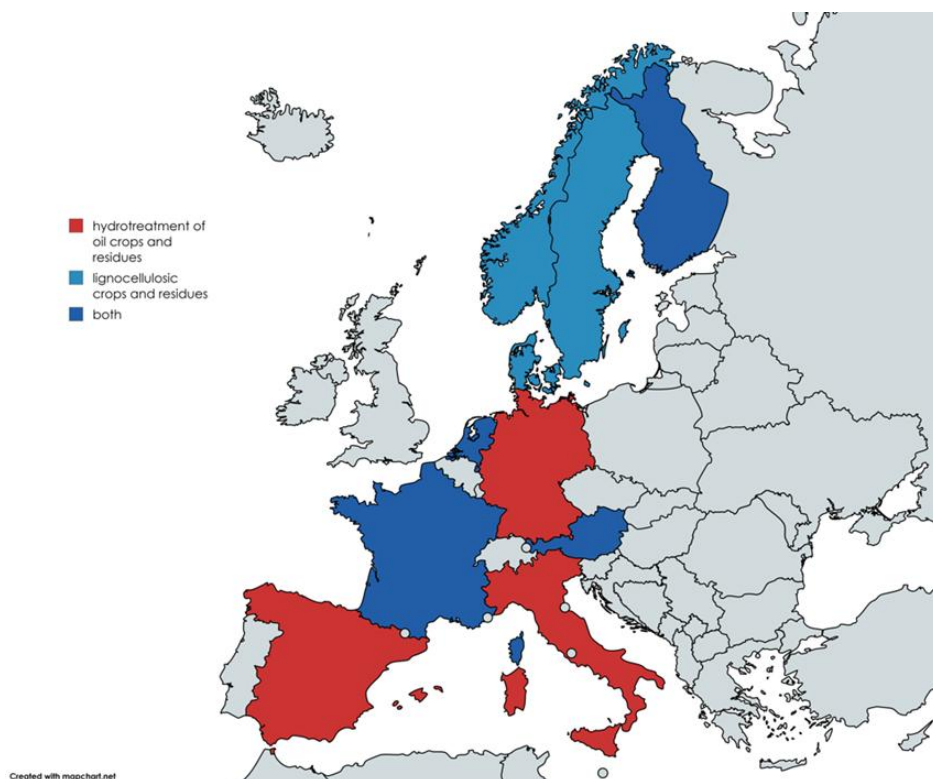 hydrotreatment of
oil crops and
residues
lignocellulosic
crops and residues
both
Created with mapchart.net